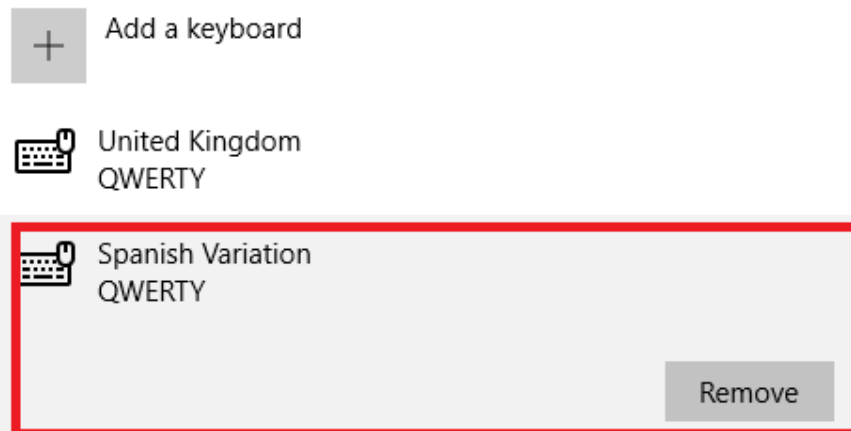 Add a keyboard
United Kingdom
QWERTY
Spanish Variation
QWERTY
Remove